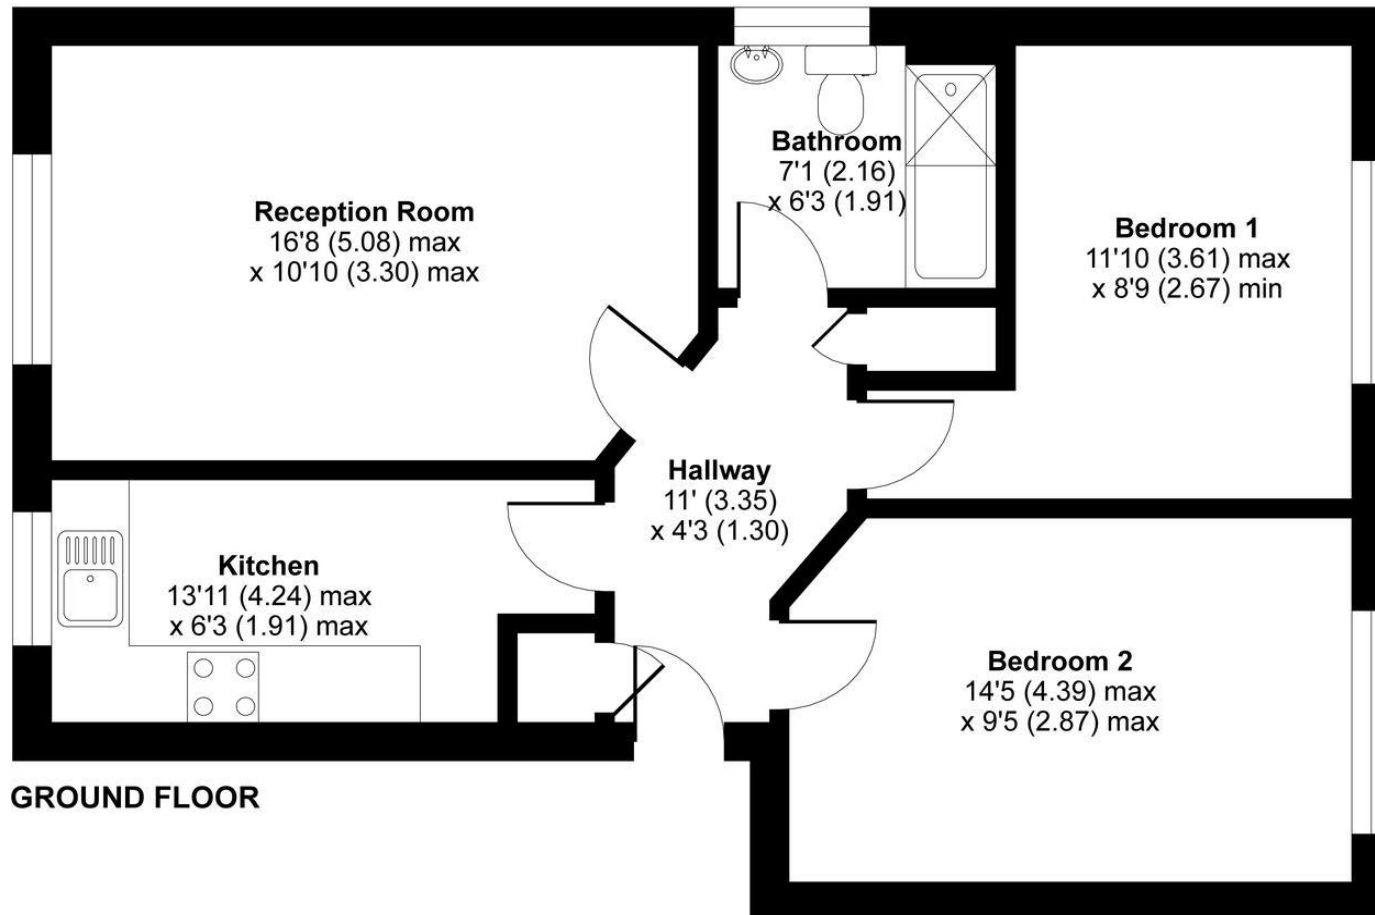 Bathroom
7'1 (2.16)
x 6'3 (1.91)
Reception Room
16'8 (5.08) max
x 10'10 (3.30) max
Bedroom 1
11'10 (3.61) max
x 8'9 (2.67) min
Hallway
11' (3.35)
x 4'3 (1.30)
Kitchen
13'11 (4.24) max
x 6'3 (1.91) max
Bedroom 2
14'5 (4.39) max
x 9'5 (2.87) max
GROUND FLOOR